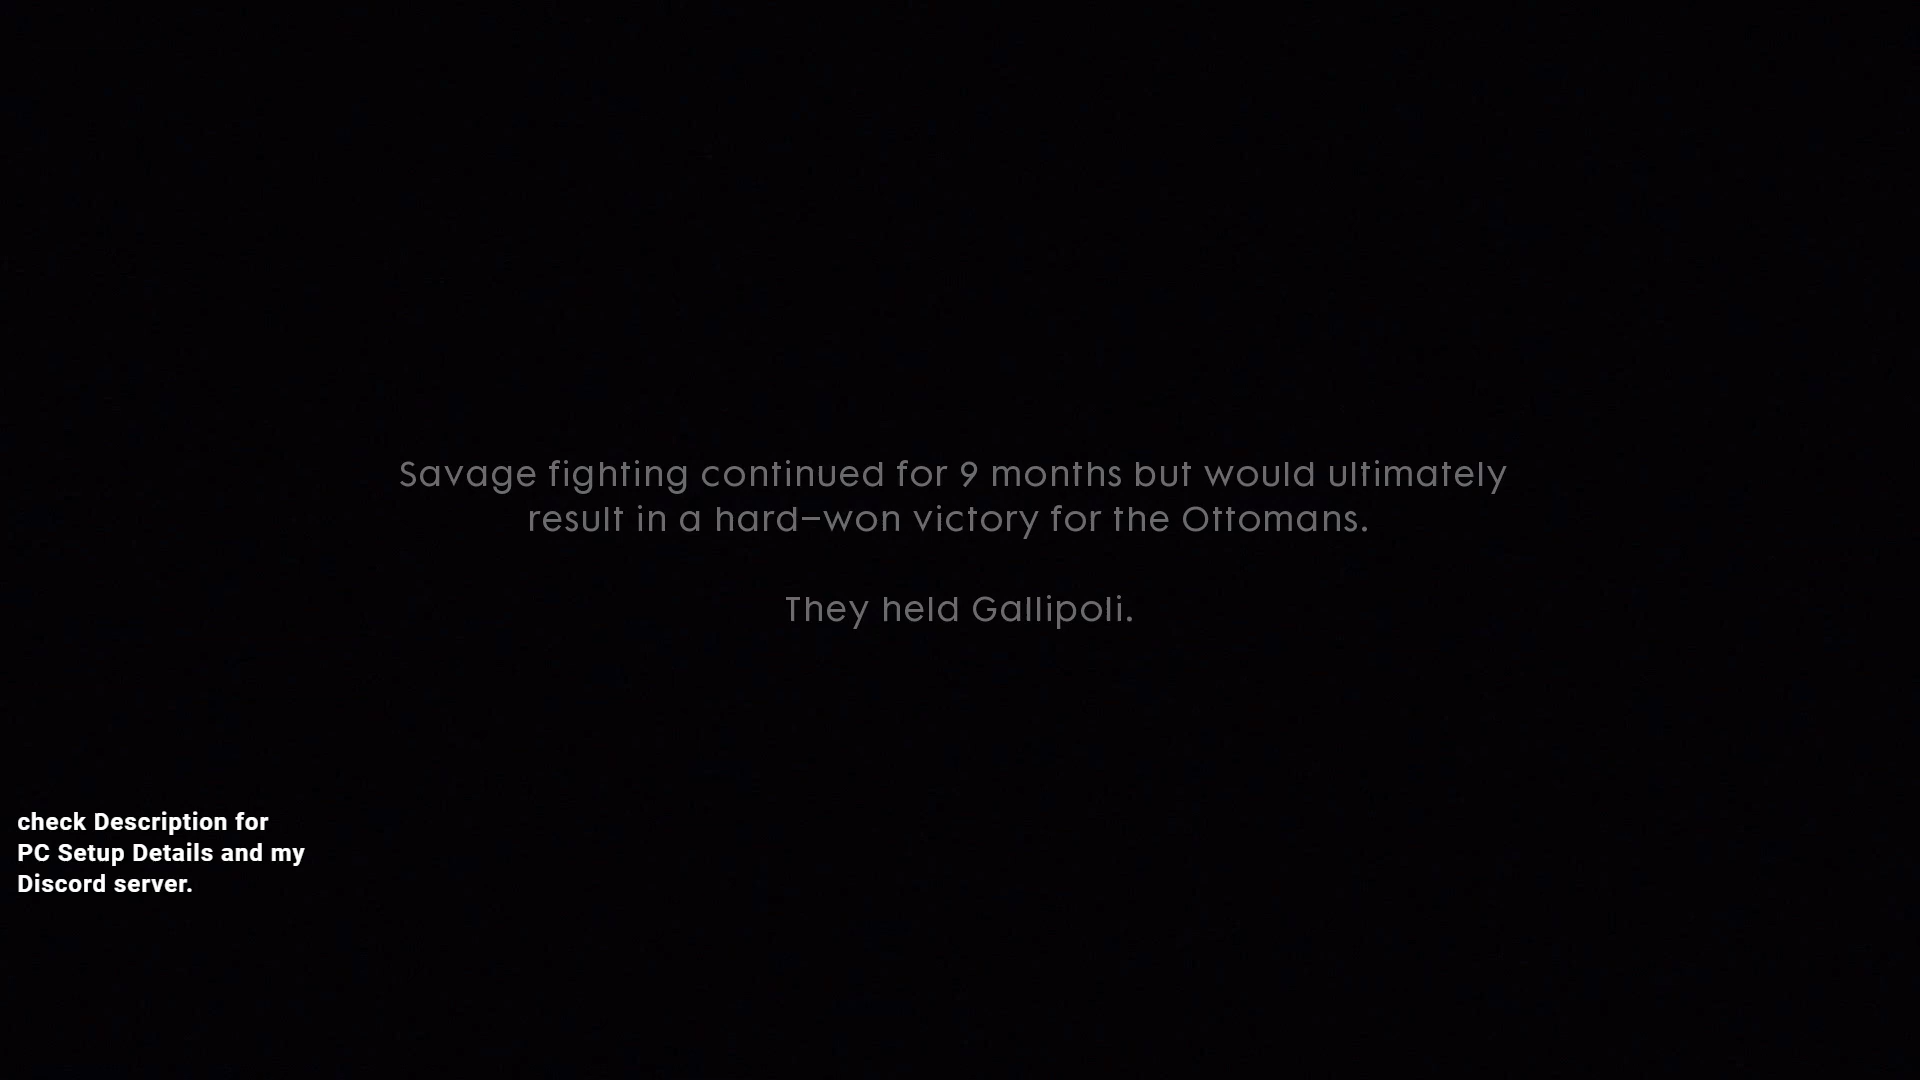 Savage fighting continued for 9 months but would ultimately
result in a hard–won victory for the Ottomans.
They held Gallipoli.
check Description for
PC Setup Details and my
Discord server.